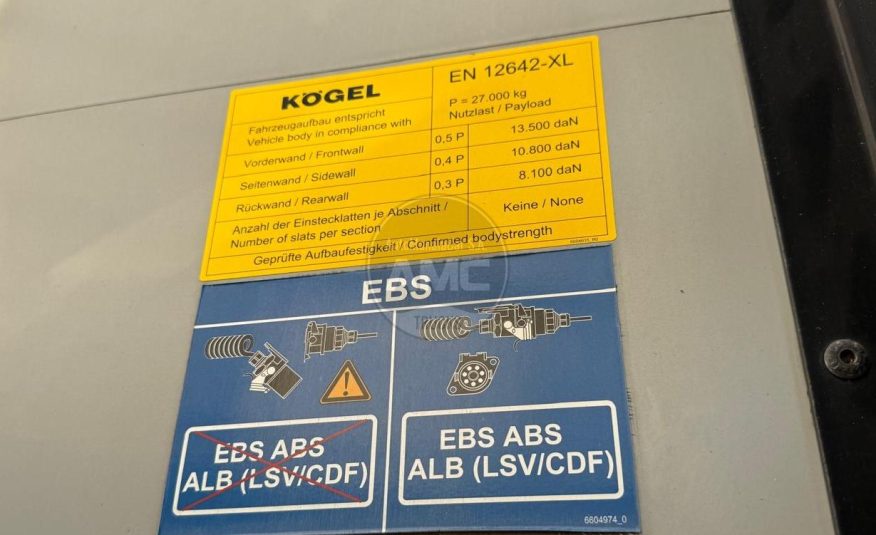 KÖGEL
EN 12642-XL
Fahrzeugaufbau entspricht
Vehicle body in compliance with
P = 27.000 kg
Nutzlast / Payload
Vorderwand / Frontwall 0,5 P 13.500 daN
Seitenwand / Sidewall 0,4 P 10.800 daN
Rückwand / Rearwall 0,3 P 8.100 daN
Anzahl der Einstecklatten je Abschnitt /
Number of slats per section
Keine / None
Geprüfte Aufbaufestigkeit / Confirmed bodystrength
AMC
EBS
EBS ABS
ALB (LSV/CDF)
EBS ABS
ALB (LSV/CDF)
6604974_0